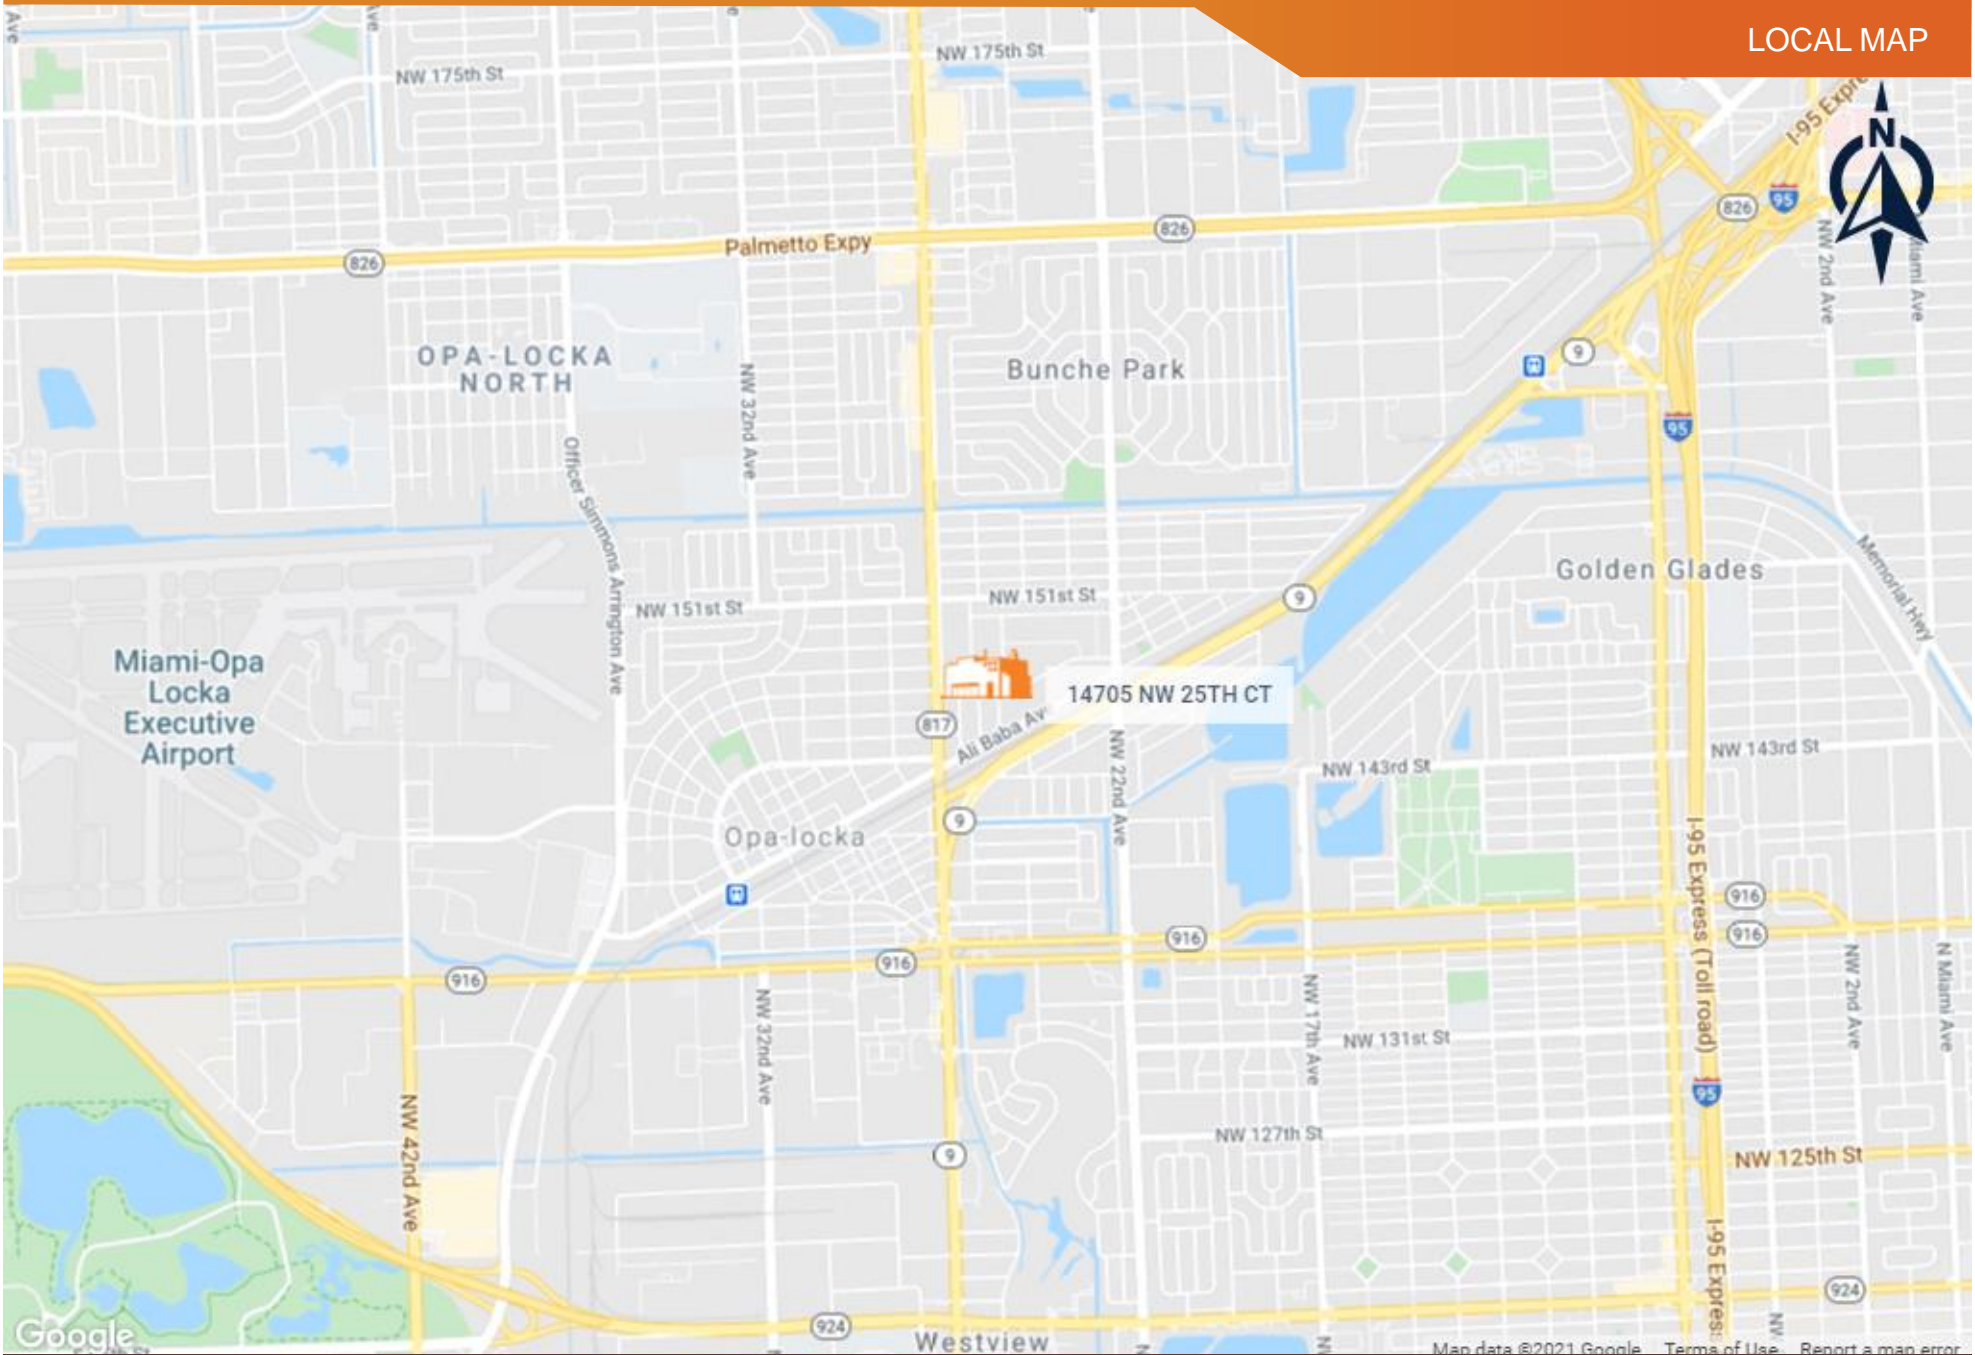 LOCAL MAP
Ave
Ave
NW 175th St
NW 175th St
I-95 Expre
N
826
95
Palmetto Expy
826
826
NW 2nd Ave
Miami Ave
OPA-LOCKA
NORTH
Bunche Park
9
NW 32nd Ave
95
Officer Simmons Arrington Ave
Memorial Hwy
Golden Glades
NW 151st St
NW 151st St
9
Miami-Opa
Locka
Executive
Airport
14705 NW 25TH CT
817
Ali Baba Av
NW 22nd Ave
NW 143rd St
NW 143rd St
9
Opa-locka
I-95 Express (Toll road)
916
916
916
916
916
NW 32nd Ave
NW 17th Ave
NW 2nd Ave
N Miami Ave
NW 131st St
95
NW 42nd Ave
NW 127th St
9
NW 125th St
I-95 Express
924
924
NW
Westview
Google
Map data ©2021 Google Terms of Use Report a map error